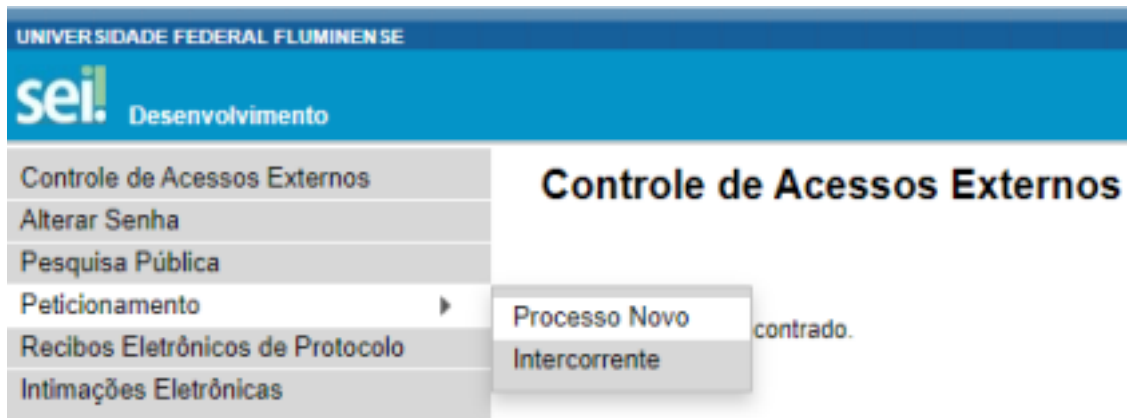 UNIVERSIDADE FEDERAL FLUMINENSE
sei! Desenvolvimento
Controle de Acessos Externos
Alterar Senha
Pesquisa Pública
Peticionamento
Recibos Eletrônicos de Protocolo
Intimações Eletrônicas
Controle de Acessos Externos
Processo Novo
Intercorrente
contrado.